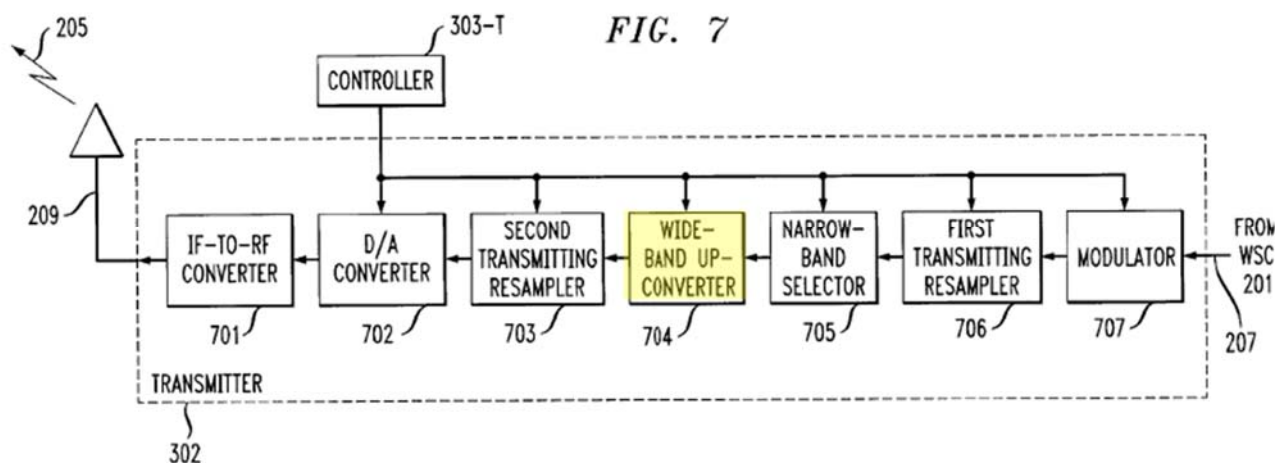 FIG. 7
205
303-T
CONTROLLER
209
IF-TO-RF
CONVERTER
701
D/A
CONVERTER
702
SECOND
TRANSMITTING
RESAMPLER
703
WIDE-
BAND UP-
CONVERTER
704
NARROW-
BAND
SELECTOR
705
FIRST
TRANSMITTING
RESAMPLER
706
MODULATOR
707
FROM
WSC
201
207
TRANSMITTER
302